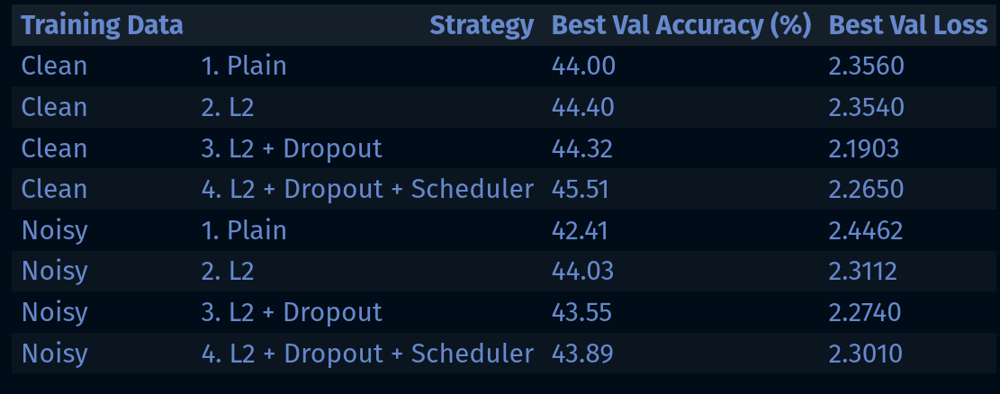 Training Data Strategy Best Val Accuracy (%) Best Val Loss
Clean 1. Plain 44.00 2.3560
Clean 2. L2 44.40 2.3540
Clean 3. L2 + Dropout 44.32 2.1903
Clean 4. L2 + Dropout + Scheduler 45.51 2.2650
Noisy 1. Plain 42.41 2.4462
Noisy 2. L2 44.03 2.3112
Noisy 3. L2 + Dropout 43.55 2.2740
Noisy 4. L2 + Dropout + Scheduler 43.89 2.3010